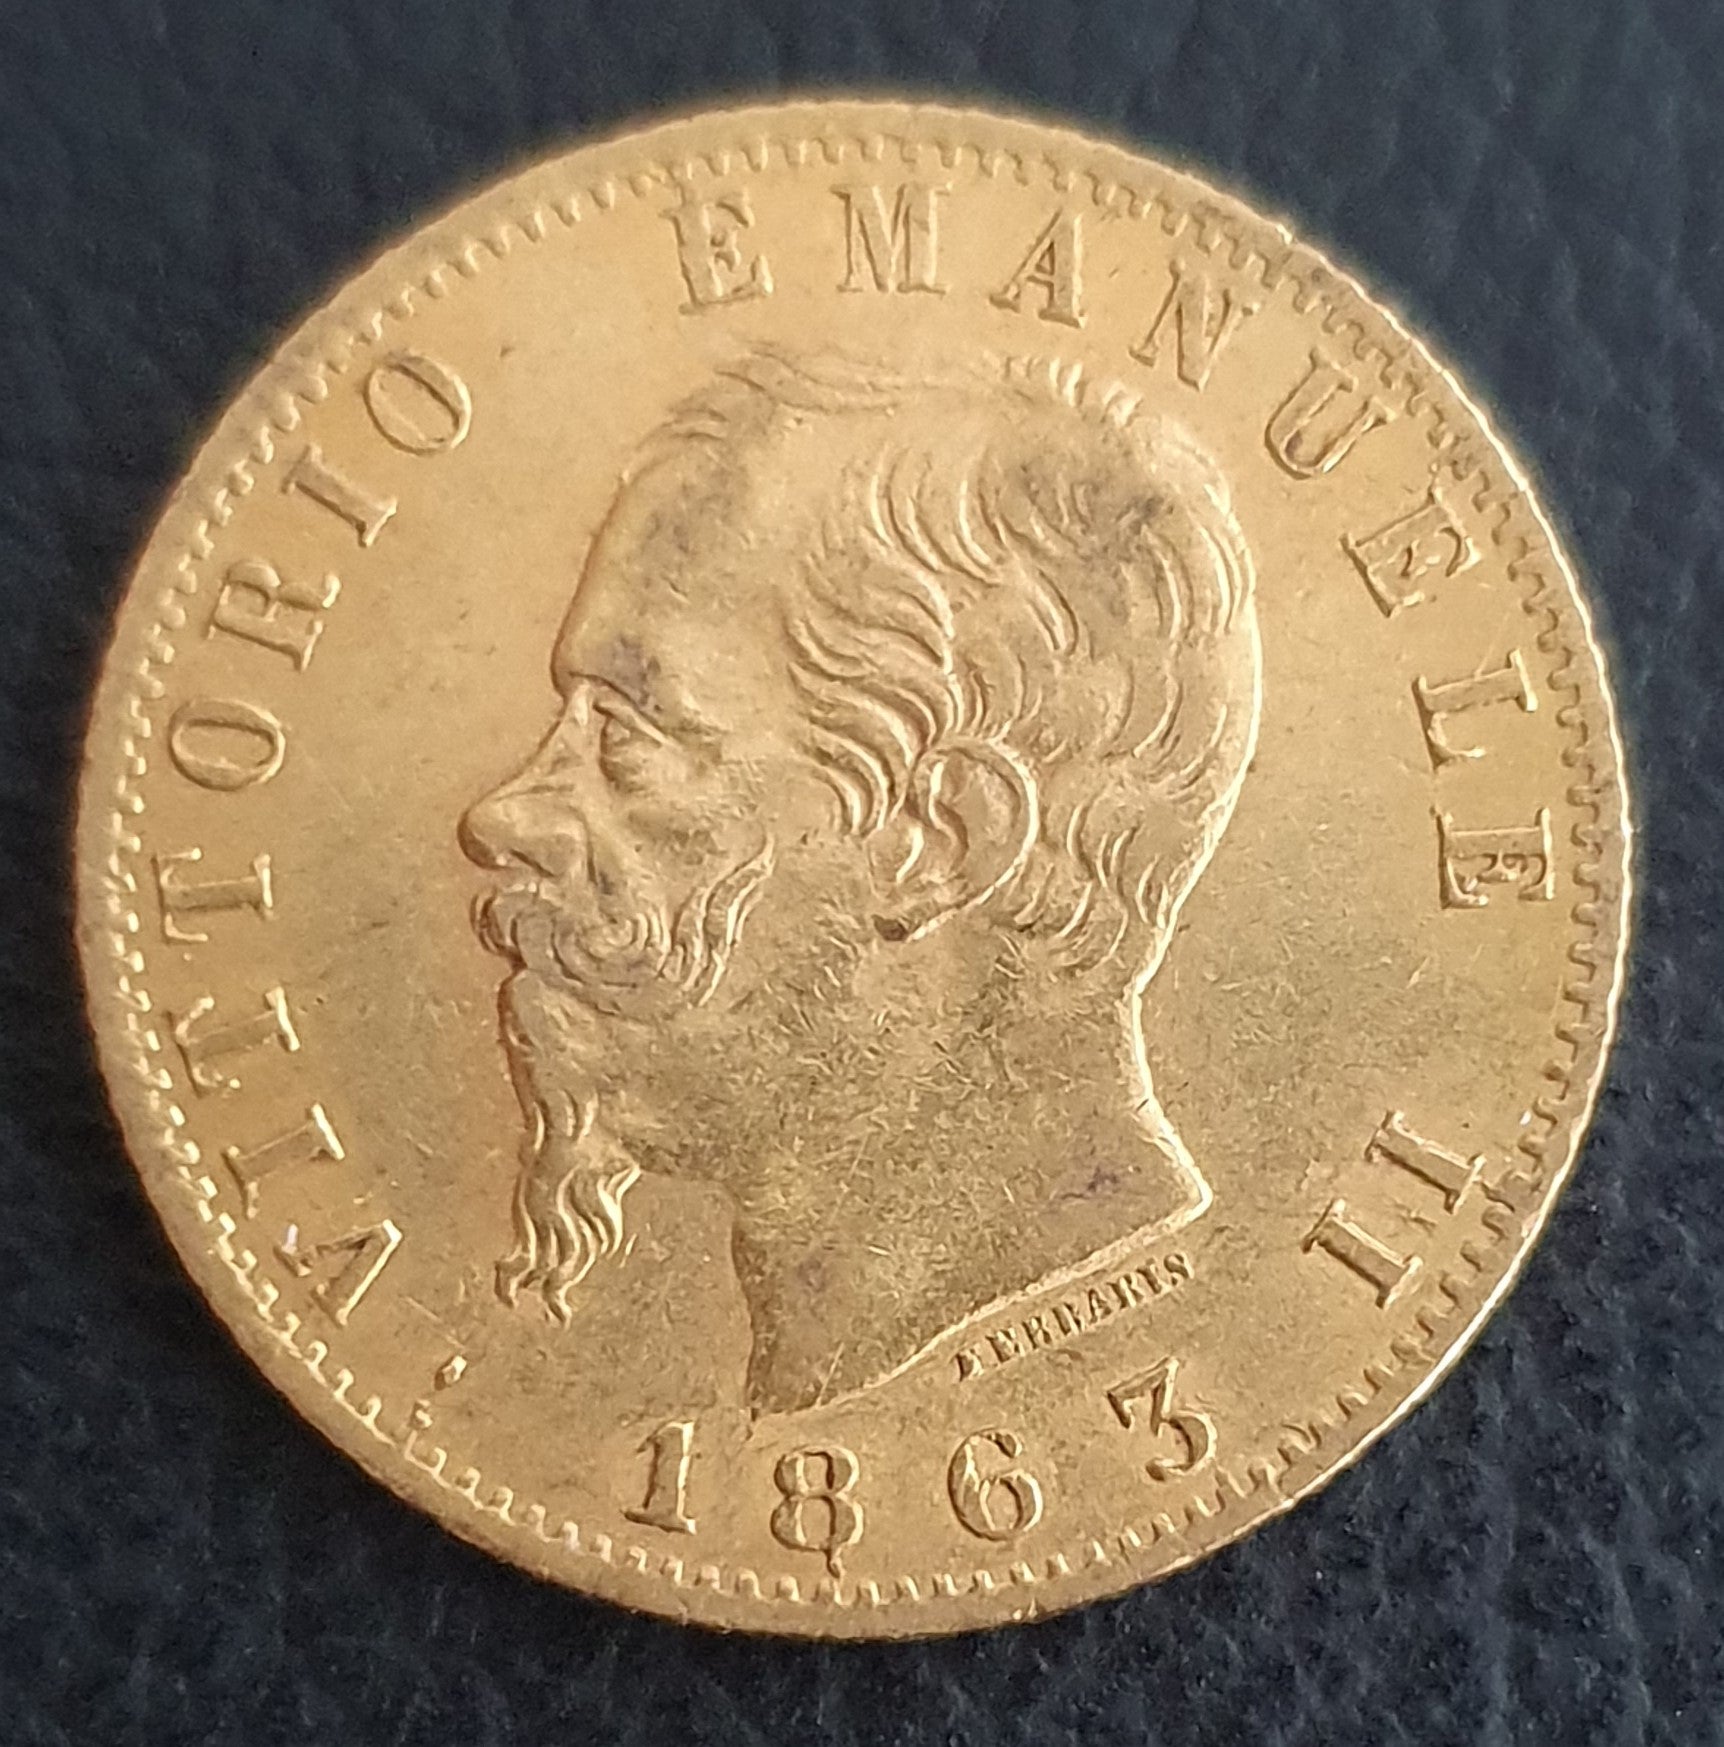 VITTORIO EMANUELE II
FERRARIS
1863